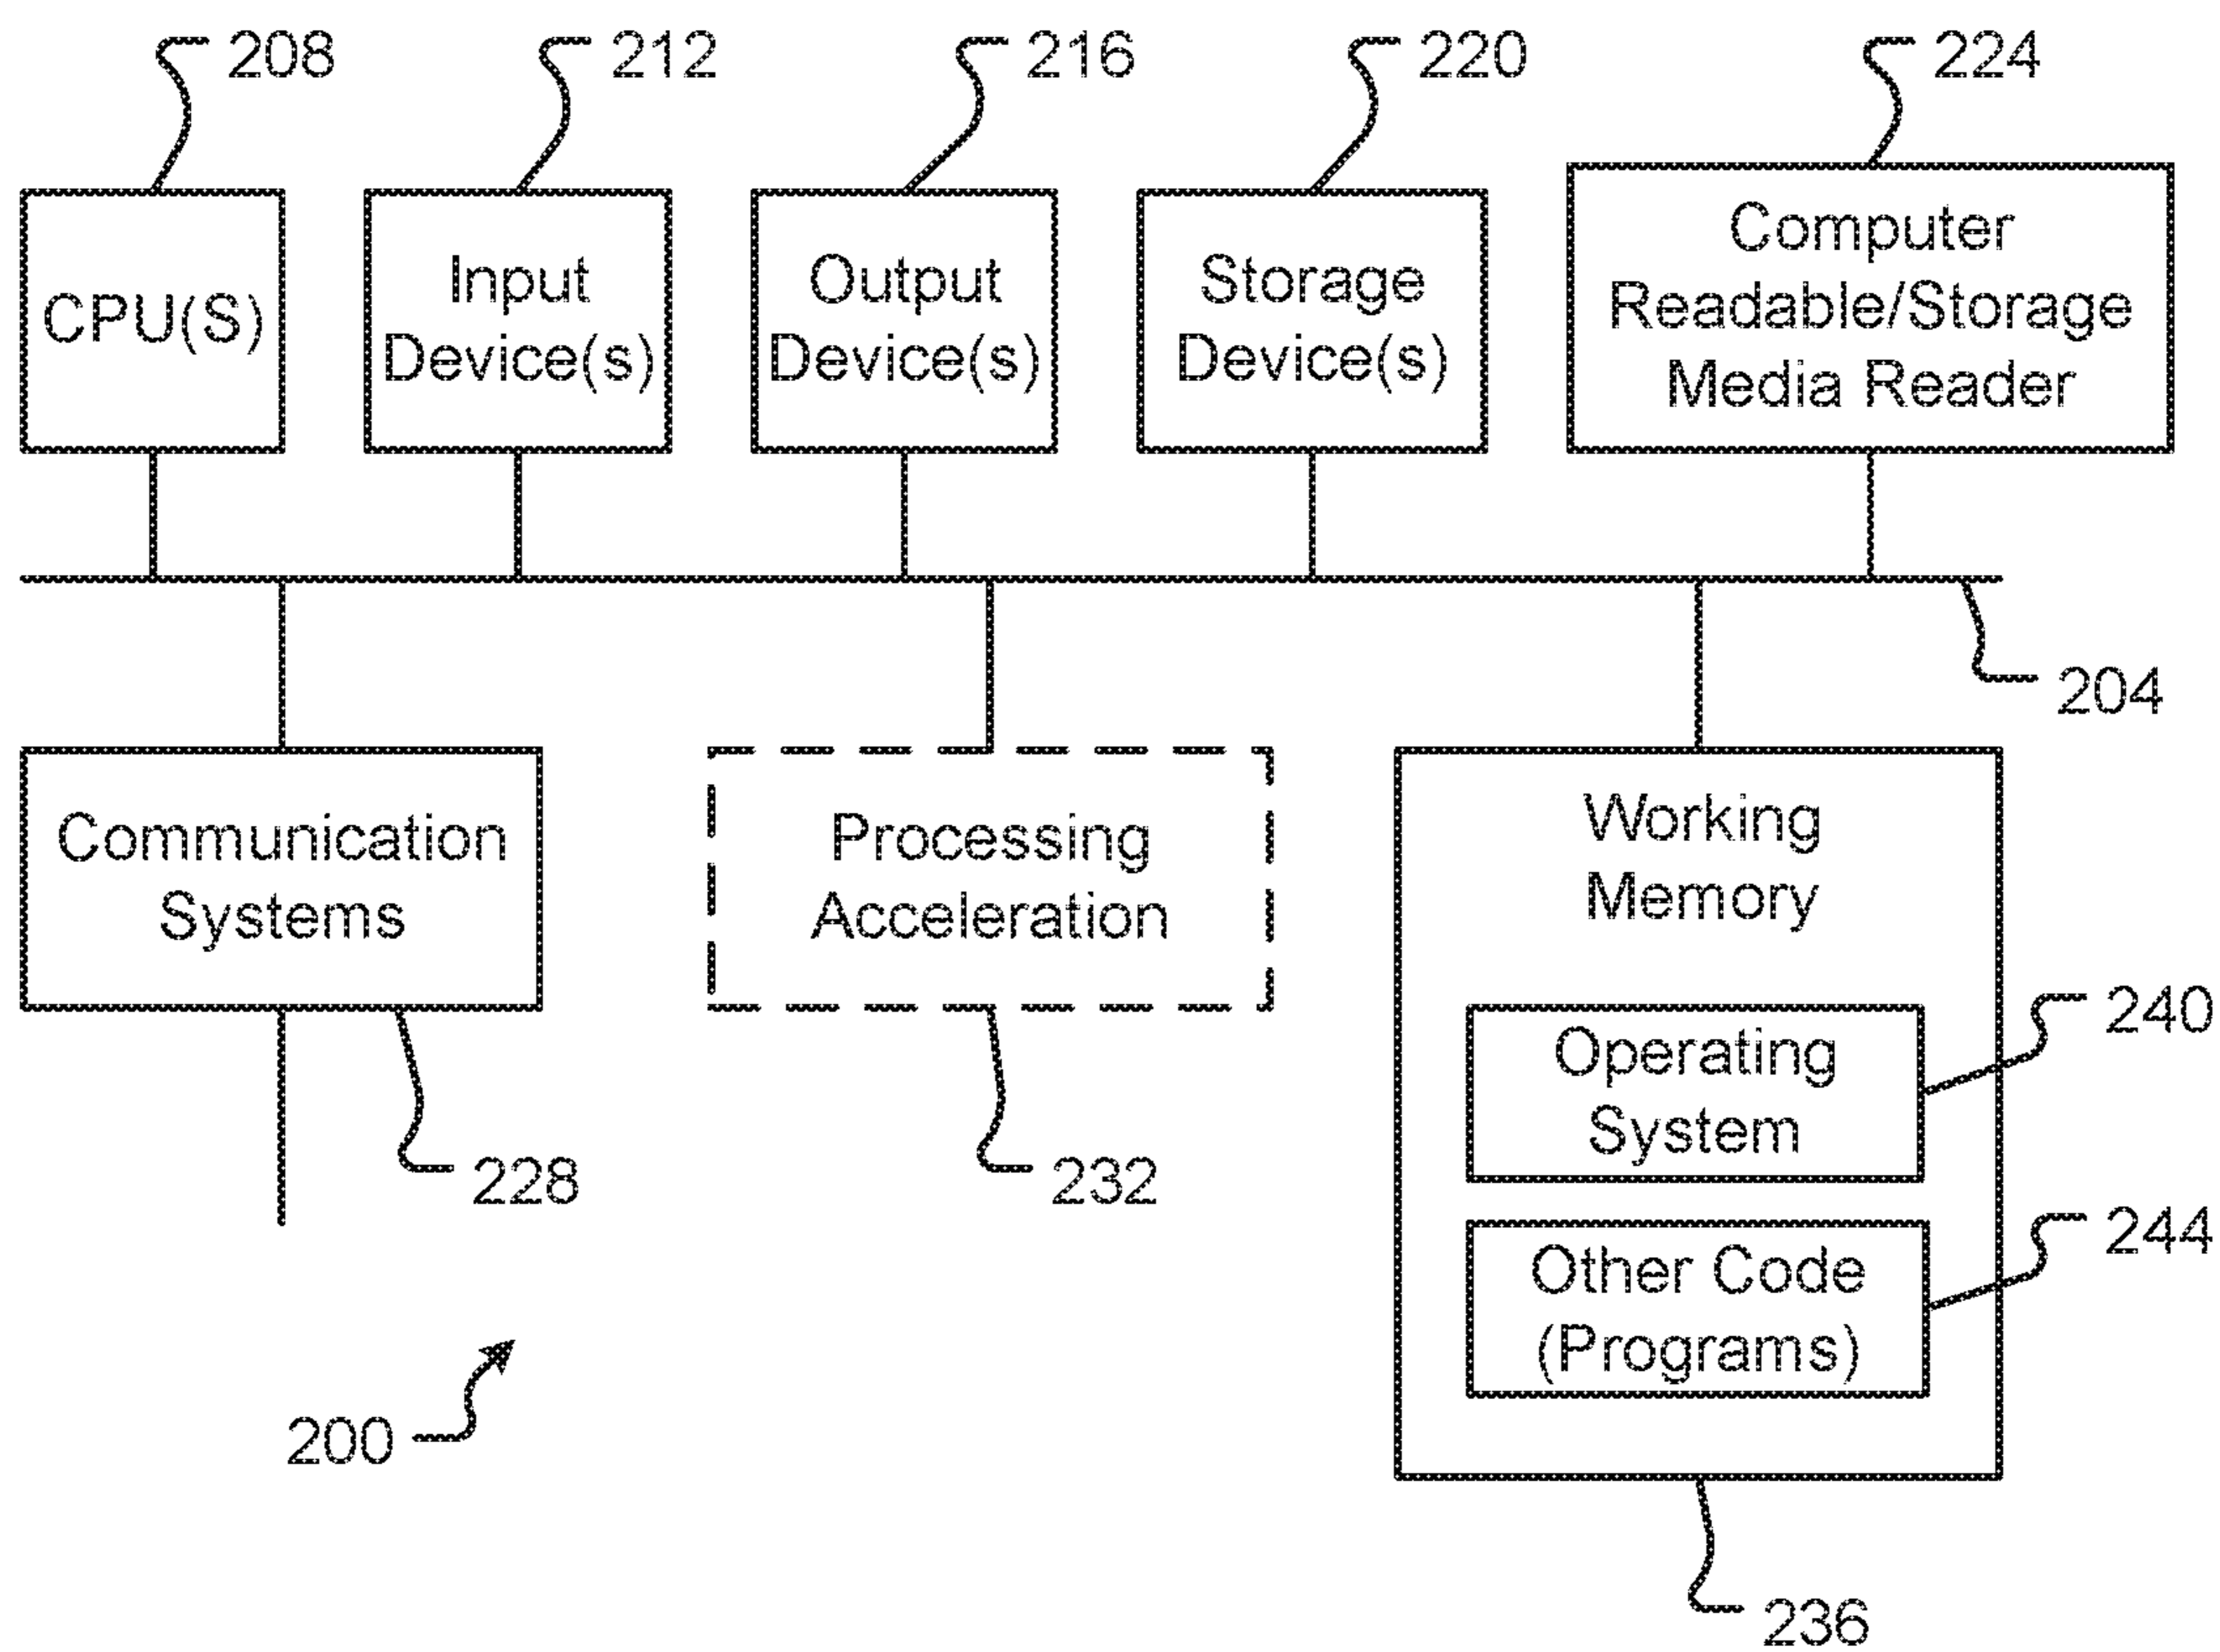 208
212
216
220
224
CPU(S)
Input
Device(s)
Output
Device(s)
Storage
Device(s)
Computer
Readable/Storage
Media Reader
204
Communication
Systems
Processing
Acceleration
Working
Memory
Operating
System
240
228
232
Other Code
(Programs)
244
200
236